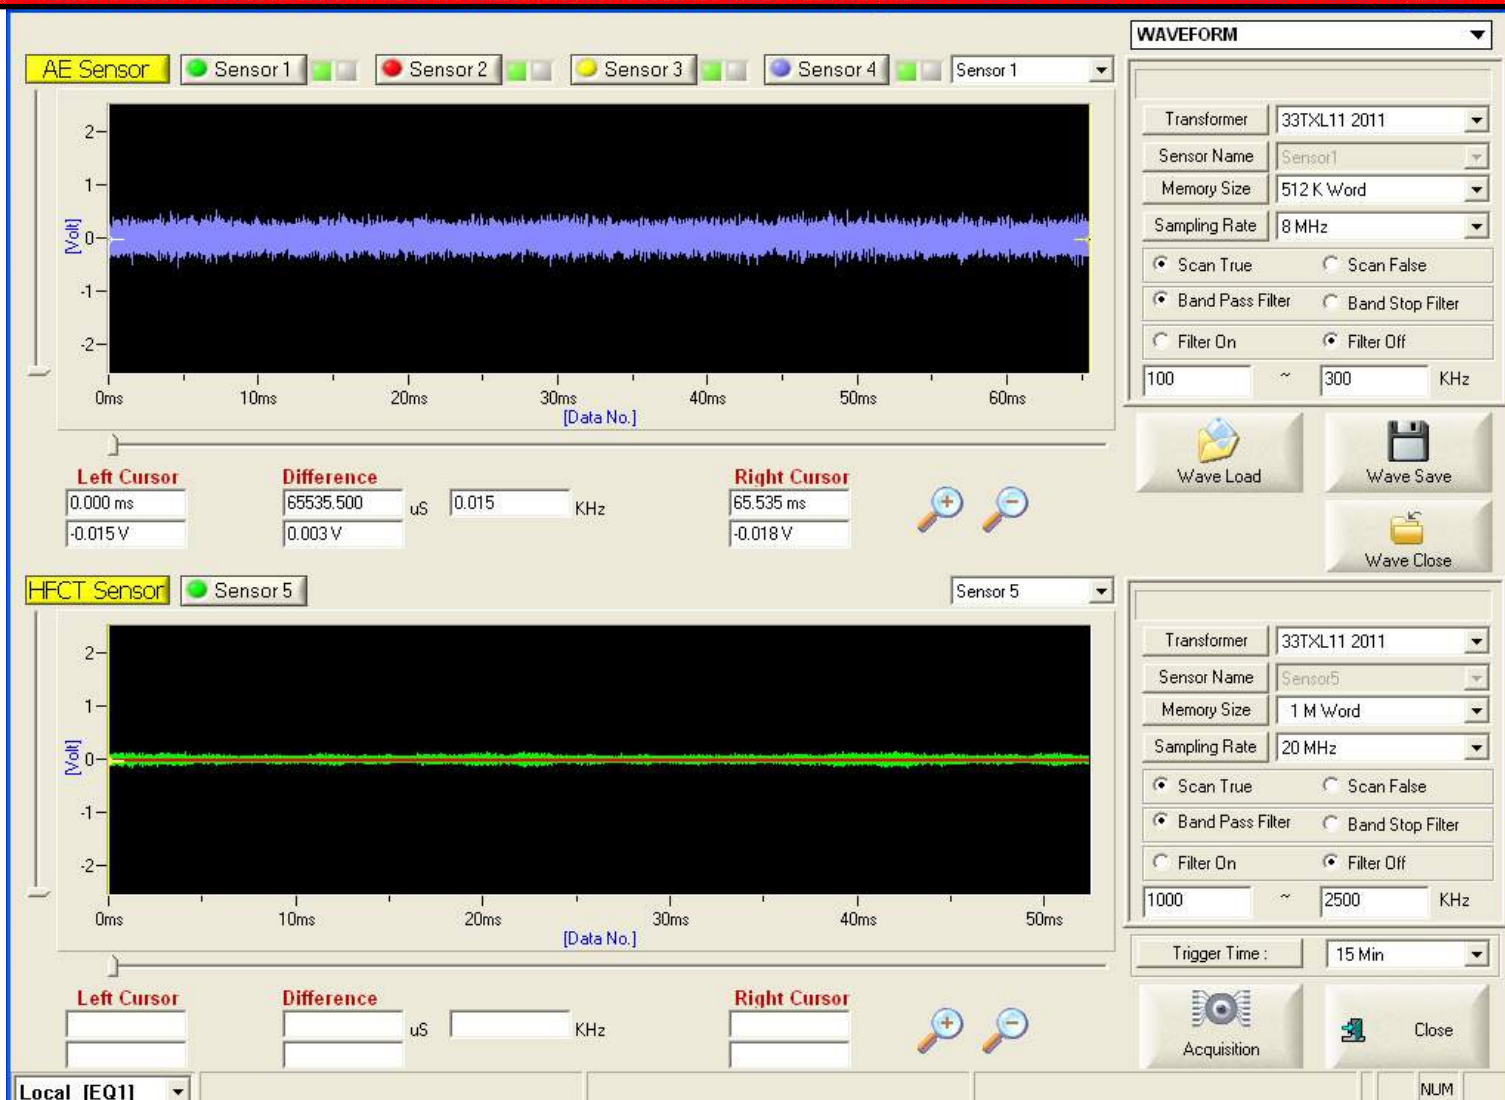 WAVEFORM
AE Sensor Sensor 1 Sensor 2 Sensor 3 Sensor 4 Sensor 1
2
1
[Volt]
0
-1
-2
0ms 10ms 20ms 30ms 40ms 50ms 60ms
[Data No.]
Left Cursor Difference Right Cursor
0.000 ms 65535.500 uS 0.015 KHz 65.535 ms
-0.015 V 0.003 V -0.018 V
Transformer 33TXL11 2011
Sensor Name Sensor1
Memory Size 512 K Word
Sampling Rate 8 MHz
Scan True Scan False
Band Pass Filter Band Stop Filter
Filter On Filter Off
100 ~ 300 KHz
Wave Load Wave Save
Wave Close
HFCT Sensor Sensor 5 Sensor 5
2
1
[Volt]
0
-1
-2
0ms 10ms 20ms 30ms 40ms 50ms
[Data No.]
Left Cursor Difference Right Cursor
uS KHz
Transformer 33TXL11 2011
Sensor Name Sensor5
Memory Size 1 M Word
Sampling Rate 20 MHz
Scan True Scan False
Band Pass Filter Band Stop Filter
Filter On Filter Off
1000 ~ 2500 KHz
Trigger Time : 15 Min
Acquisition Close
Local [EQ1] NUM